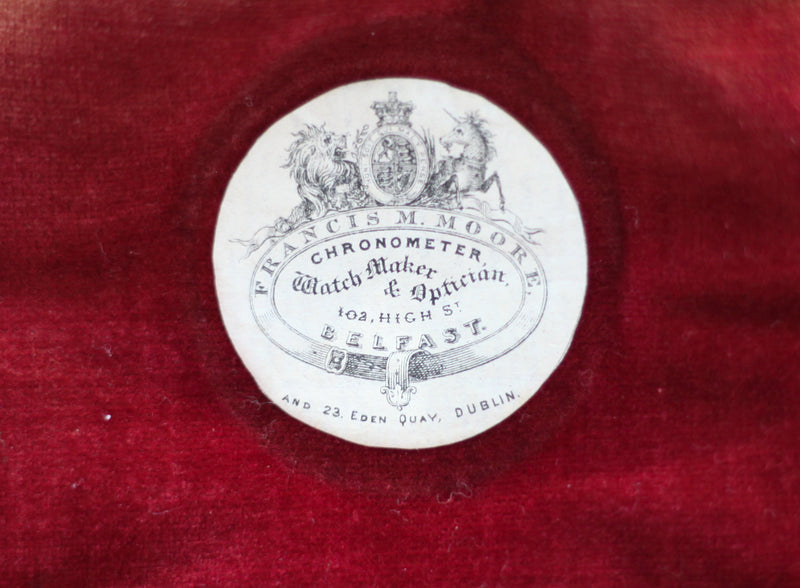 FRANCIS M. MOORE,
CHRONOMETER,
Watch Maker
& Optician,
102, HIGH ST.
BELFAST.
AND 23, EDEN QUAY, DUBLIN.